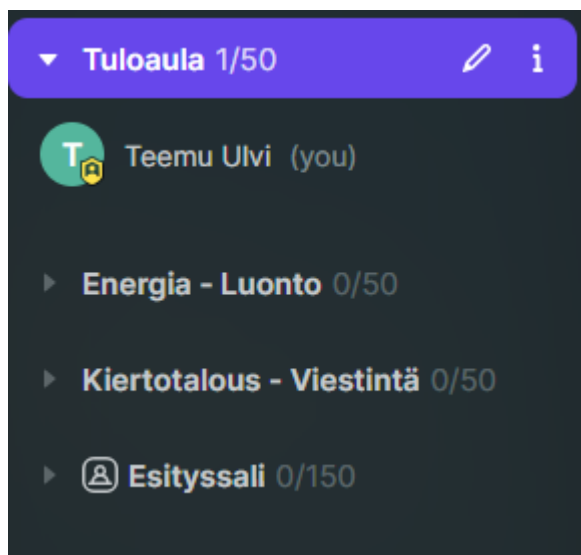 Tuloaula 1/50
T Teemu Ulvi (you)
Energia - Luonto 0/50
Kiertotalous - Viestintä 0/50
Esityssali 0/150